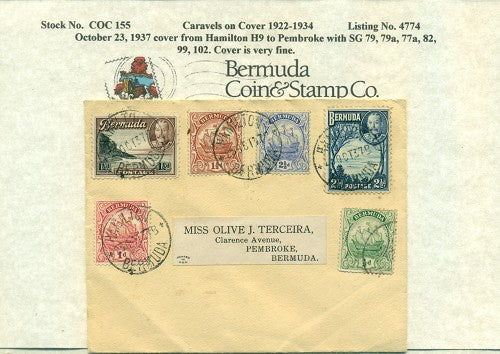 Stock No. COC 155 Caravels on Cover 1922-1934 Listing No. 4774
October 23, 1937 cover from Hamilton H9 to Pembroke with SG 79, 79a, 77a, 82,
99, 102. Cover is very fine.
Bermuda
Coin&Stamp Co.
Bermuda
POSTAGE
BERMUDA
BERMUDA
BERMUDA
POSTAGE
BERMUDA
1d
BERMUDA
MISS OLIVE J. TERCEIRA,
Clarence Avenue,
PEMBROKE,
BERMUDA.